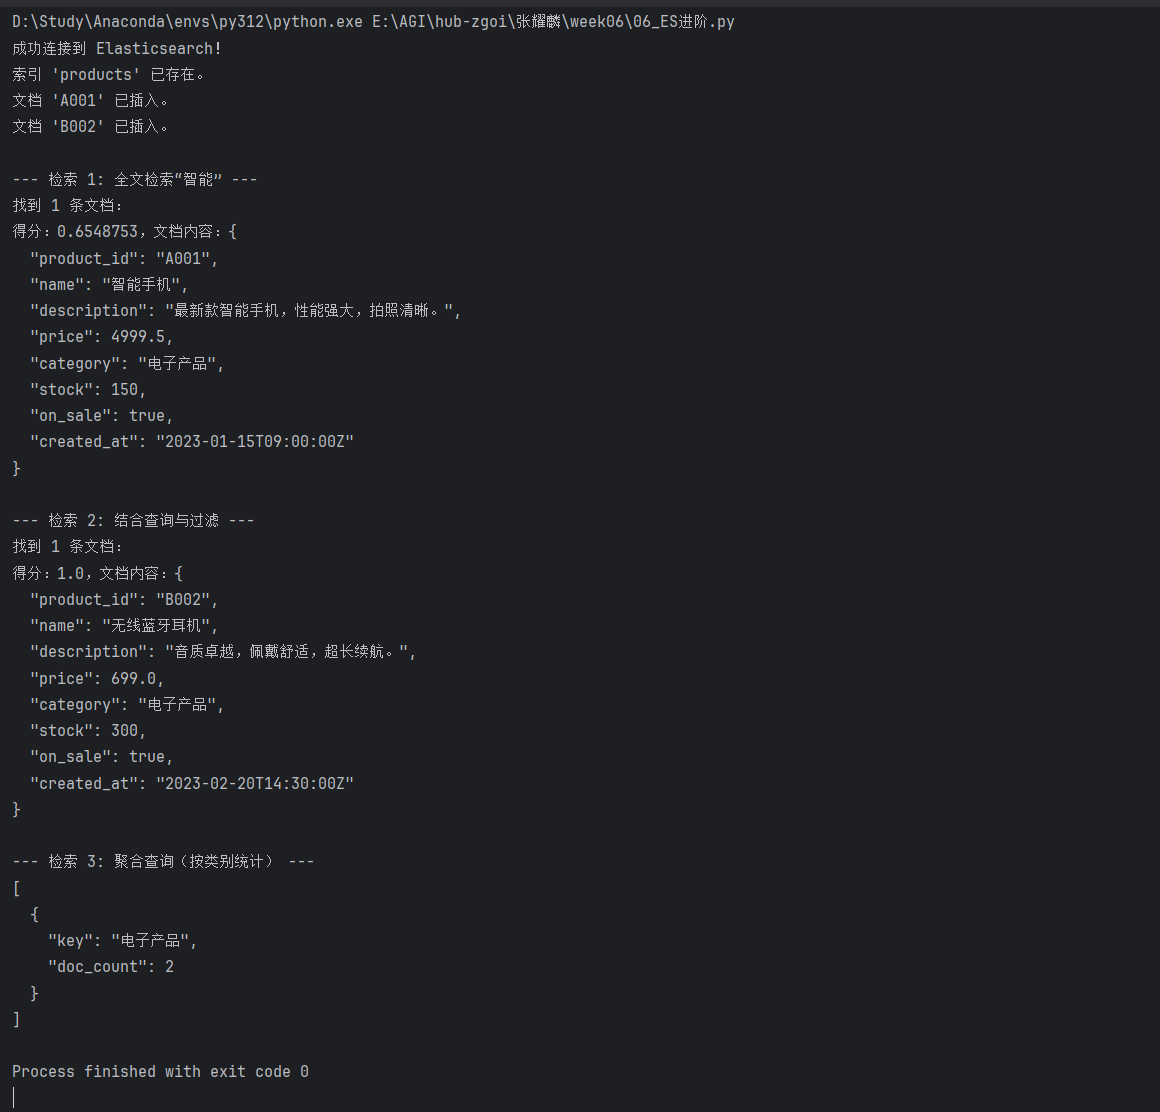 D:\Study\Anaconda\envs\py312\python.exe E:\AGI\hub-zgoi\张耀麟\week06\06_ES进阶.py
成功连接到 Elasticsearch!
索引 'products' 已存在。
文档 'A001' 已插入。
文档 'B002' 已插入。

--- 检索 1: 全文检索“智能” ---
找到 1 条文档:
得分：0.6548753，文档内容：{
  "product_id": "A001",
  "name": "智能手机",
  "description": "最新款智能手机，性能强大，拍照清晰。",
  "price": 4999.5,
  "category": "电子产品",
  "stock": 150,
  "on_sale": true,
  "created_at": "2023-01-15T09:00:00Z"
}

--- 检索 2: 结合查询与过滤 ---
找到 1 条文档:
得分：1.0，文档内容：{
  "product_id": "B002",
  "name": "无线蓝牙耳机",
  "description": "音质卓越，佩戴舒适，超长续航。",
  "price": 699.0,
  "category": "电子产品",
  "stock": 300,
  "on_sale": true,
  "created_at": "2023-02-20T14:30:00Z"
}

--- 检索 3: 聚合查询（按类别统计） ---
[
  {
    "key": "电子产品",
    "doc_count": 2
  }
]

Process finished with exit code 0